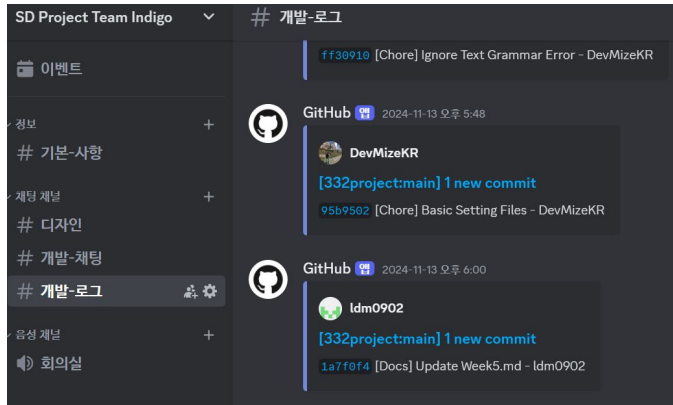 SD Project Team Indigo
이벤트
정보
기본-사항
채팅 채널
디자인
개발-채팅
개발-로그
음성 채널
회의실
개발-로그
ff30910 [Chore] Ignore Text Grammar Error - DevMizeKR
GitHub 앱 2024-11-13 오후 5:48
DevMizeKR
[332project:main] 1 new commit
95b9502 [Chore] Basic Setting Files - DevMizeKR
GitHub 앱 2024-11-13 오후 6:00
ldm0902
[332project:main] 1 new commit
1a7f0f4 [Docs] Update Week5.md - ldm0902